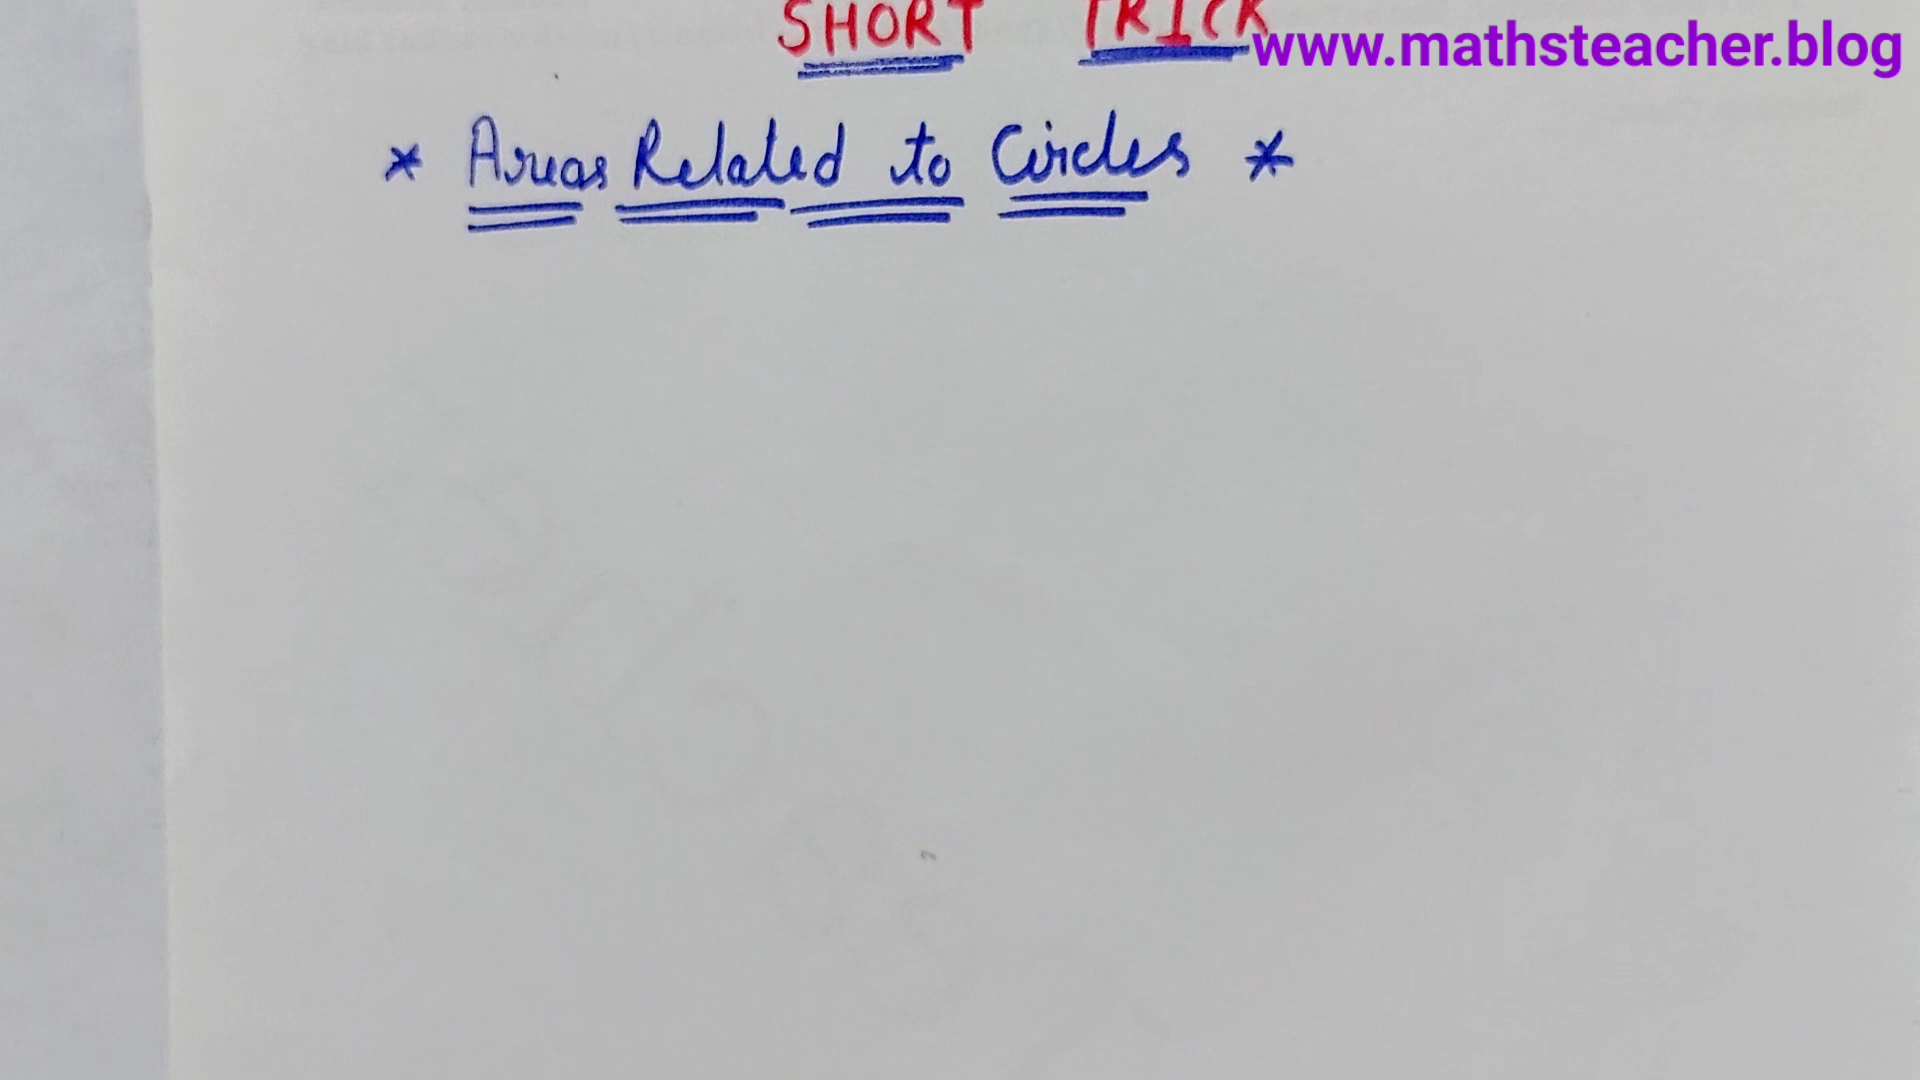 SHORT TRICK
www.mathsteacher.blog
* Areas Related to Circles *